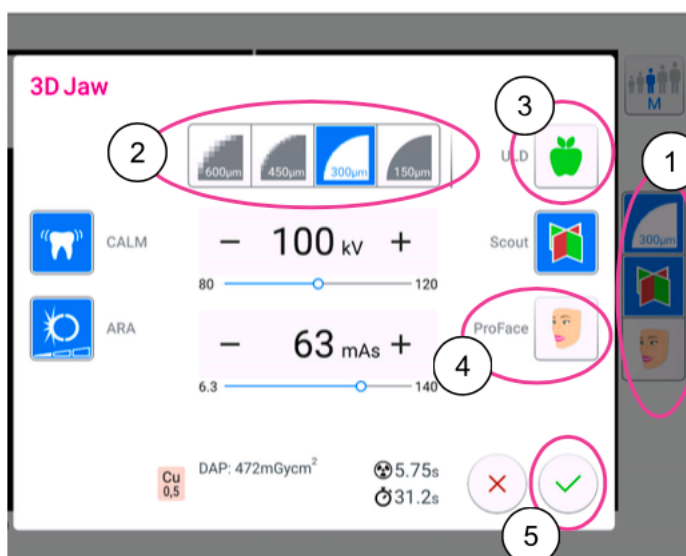 3D Jaw
M
1
2
3
4
5
600µm
450µm
300µm
150µm
ULD
300µm
CALM
− 100 kV +
80
120
Scout
ARA
− 63 mAs +
6.3
140
ProFace
Cu
0,5
DAP: 472mGycm²
5.75s
31.2s